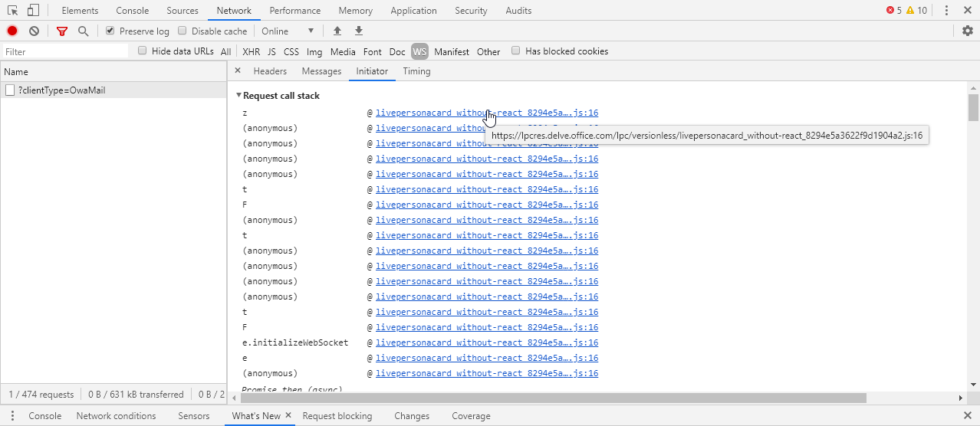 Elements Console Sources Network Performance Memory Application Security Audits 5 10
Preserve log Disable cache Online
Filter Hide data URLs All XHR JS CSS Img Media Font Doc WS Manifest Other Has blocked cookies
Name × Headers Messages Initiator Timing
?clientType=OwaMail
Request call stack
z @ livepersonacard_without-react_8294e5a….js:16
(anonymous) @ livepersonacard_without-react_8294e5a….js:16
https://lpcres.delve.office.com/lpc/versionless/livepersonacard_without-react_8294e5a3622f9d1904a2.js:16
(anonymous) @ livepersonacard_without-react_8294e5a….js:16
(anonymous) @ livepersonacard_without-react_8294e5a….js:16
(anonymous) @ livepersonacard_without-react_8294e5a….js:16
t @ livepersonacard_without-react_8294e5a….js:16
F @ livepersonacard_without-react_8294e5a….js:16
(anonymous) @ livepersonacard_without-react_8294e5a….js:16
t @ livepersonacard_without-react_8294e5a….js:16
(anonymous) @ livepersonacard_without-react_8294e5a….js:16
(anonymous) @ livepersonacard_without-react_8294e5a….js:16
(anonymous) @ livepersonacard_without-react_8294e5a….js:16
(anonymous) @ livepersonacard_without-react_8294e5a….js:16
t @ livepersonacard_without-react_8294e5a….js:16
F @ livepersonacard_without-react_8294e5a….js:16
e.initializeWebSocket @ livepersonacard_without-react_8294e5a….js:16
e @ livepersonacard_without-react_8294e5a….js:16
(anonymous) @ livepersonacard_without-react_8294e5a….js:16
Promise.then (async)
1 / 474 requests 0 B / 631 kB transferred 0 B / 2
Console Network conditions Sensors What's New × Request blocking Changes Coverage